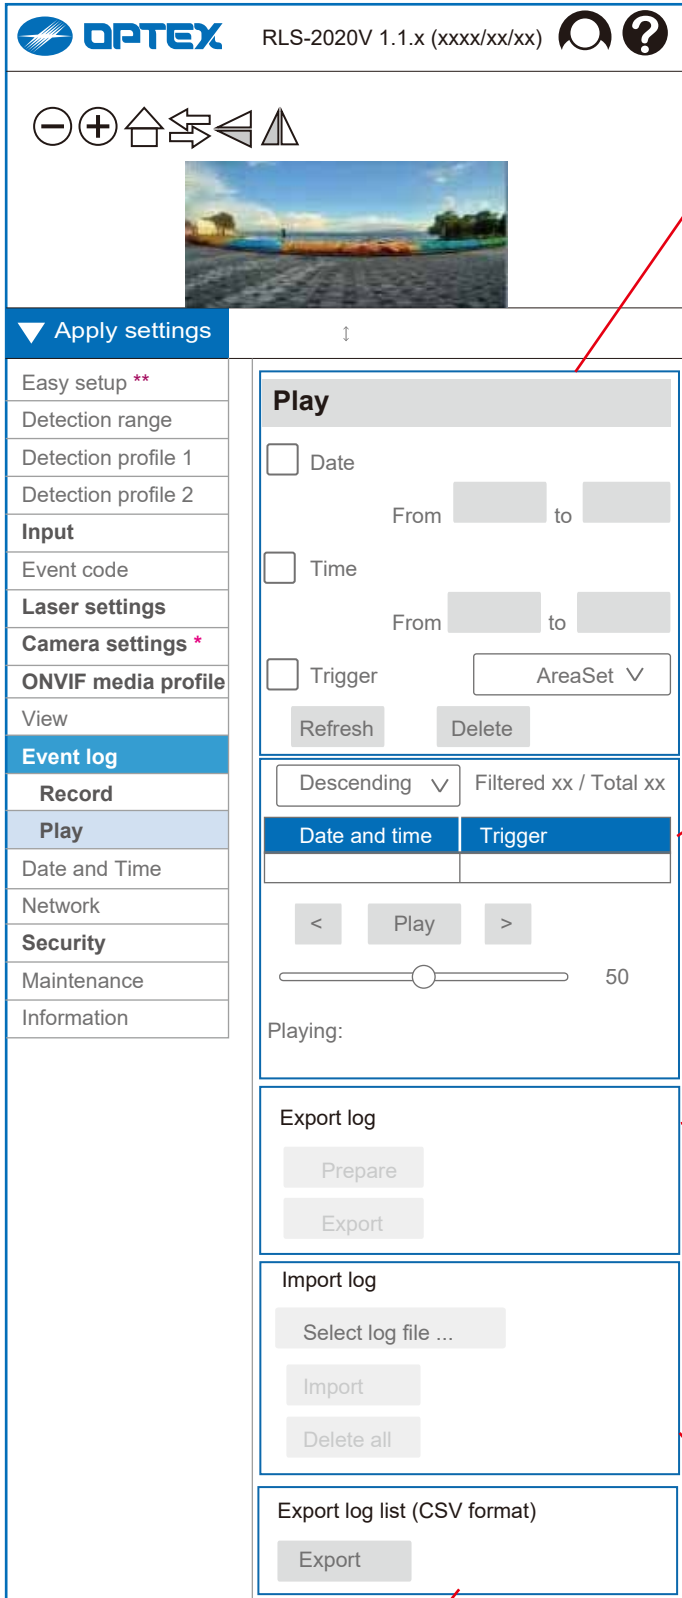 OPTEX RLS-2020V 1.1.x (xxxx/xx/xx) ?
Apply settings
Easy setup **
Detection range
Detection profile 1
Detection profile 2
Input
Event code
Laser settings
Camera settings *
ONVIF media profile
View
Event log
Record
Play
Date and Time
Network
Security
Maintenance
Information
Play
Date
From to
Time
From to
Trigger AreaSet
Refresh Delete
Descending Filtered xx / Total xx
Date and time Trigger
< Play >
50
Playing:
Export log
Prepare
Export
Import log
Select log file ...
Import
Delete all
Export log list (CSV format)
Export